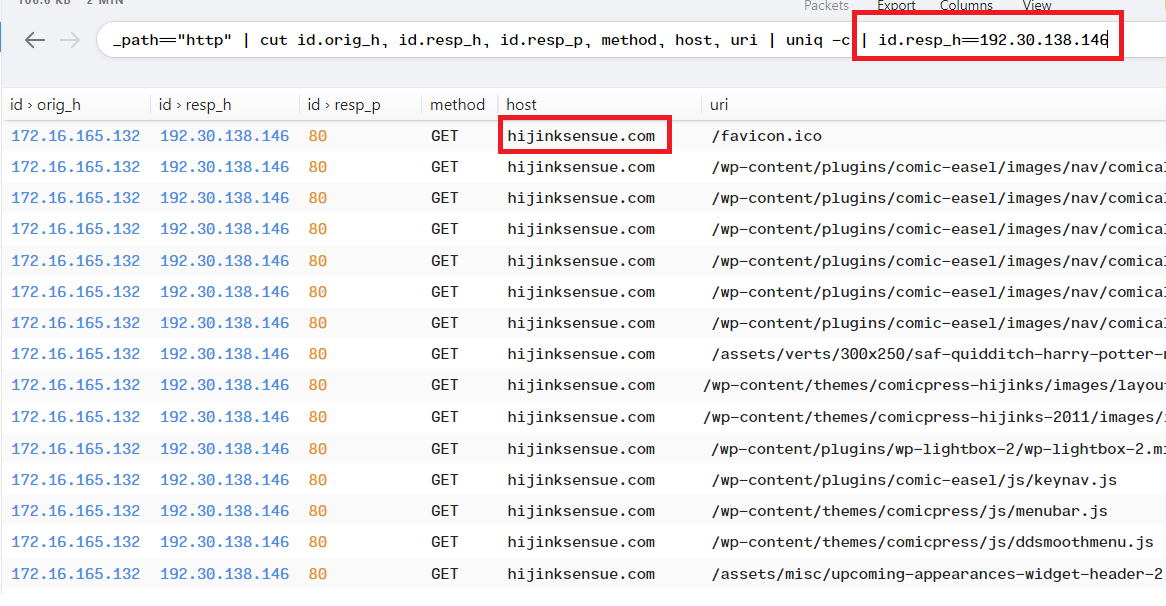 106.6 KB 2 MIN Packets Export Columns View
_path=="http" | cut id.orig_h, id.resp_h, id.resp_p, method, host, uri | uniq -c | id.resp_h==192.30.138.146
id › orig_h id › resp_h id › resp_p method host uri
172.16.165.132 192.30.138.146 80 GET hijinksensue.com /favicon.ico
172.16.165.132 192.30.138.146 80 GET hijinksensue.com /wp-content/plugins/comic-easel/images/nav/comical
172.16.165.132 192.30.138.146 80 GET hijinksensue.com /wp-content/plugins/comic-easel/images/nav/comical
172.16.165.132 192.30.138.146 80 GET hijinksensue.com /wp-content/plugins/comic-easel/images/nav/comical
172.16.165.132 192.30.138.146 80 GET hijinksensue.com /wp-content/plugins/comic-easel/images/nav/comical
172.16.165.132 192.30.138.146 80 GET hijinksensue.com /wp-content/plugins/comic-easel/images/nav/comical
172.16.165.132 192.30.138.146 80 GET hijinksensue.com /wp-content/plugins/comic-easel/images/nav/comical
172.16.165.132 192.30.138.146 80 GET hijinksensue.com /assets/verts/300x250/saf-quidditch-harry-potter-
172.16.165.132 192.30.138.146 80 GET hijinksensue.com /wp-content/themes/comicpress-hijinks/images/layou
172.16.165.132 192.30.138.146 80 GET hijinksensue.com /wp-content/themes/comicpress-hijinks-2011/images/
172.16.165.132 192.30.138.146 80 GET hijinksensue.com /wp-content/plugins/wp-lightbox-2/wp-lightbox-2.mi
172.16.165.132 192.30.138.146 80 GET hijinksensue.com /wp-content/plugins/comic-easel/js/keynav.js
172.16.165.132 192.30.138.146 80 GET hijinksensue.com /wp-content/themes/comicpress/js/menubar.js
172.16.165.132 192.30.138.146 80 GET hijinksensue.com /wp-content/themes/comicpress/js/ddsmoothmenu.js
172.16.165.132 192.30.138.146 80 GET hijinksensue.com /assets/misc/upcoming-appearances-widget-header-2